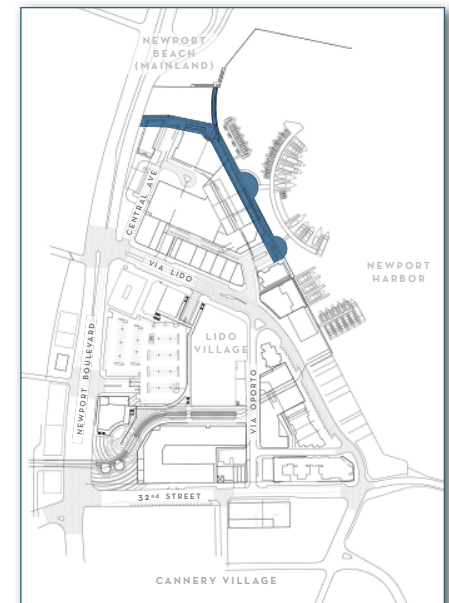 NEWPORT
BEACH
(MAINLAND)
CENTRAL AVE
VIA LIDO
NEWPORT
HARBOR
NEWPORT BOULEVARD
LIDO
VILLAGE
VIA OPORTO
32nd STREET
CANNERY VILLAGE